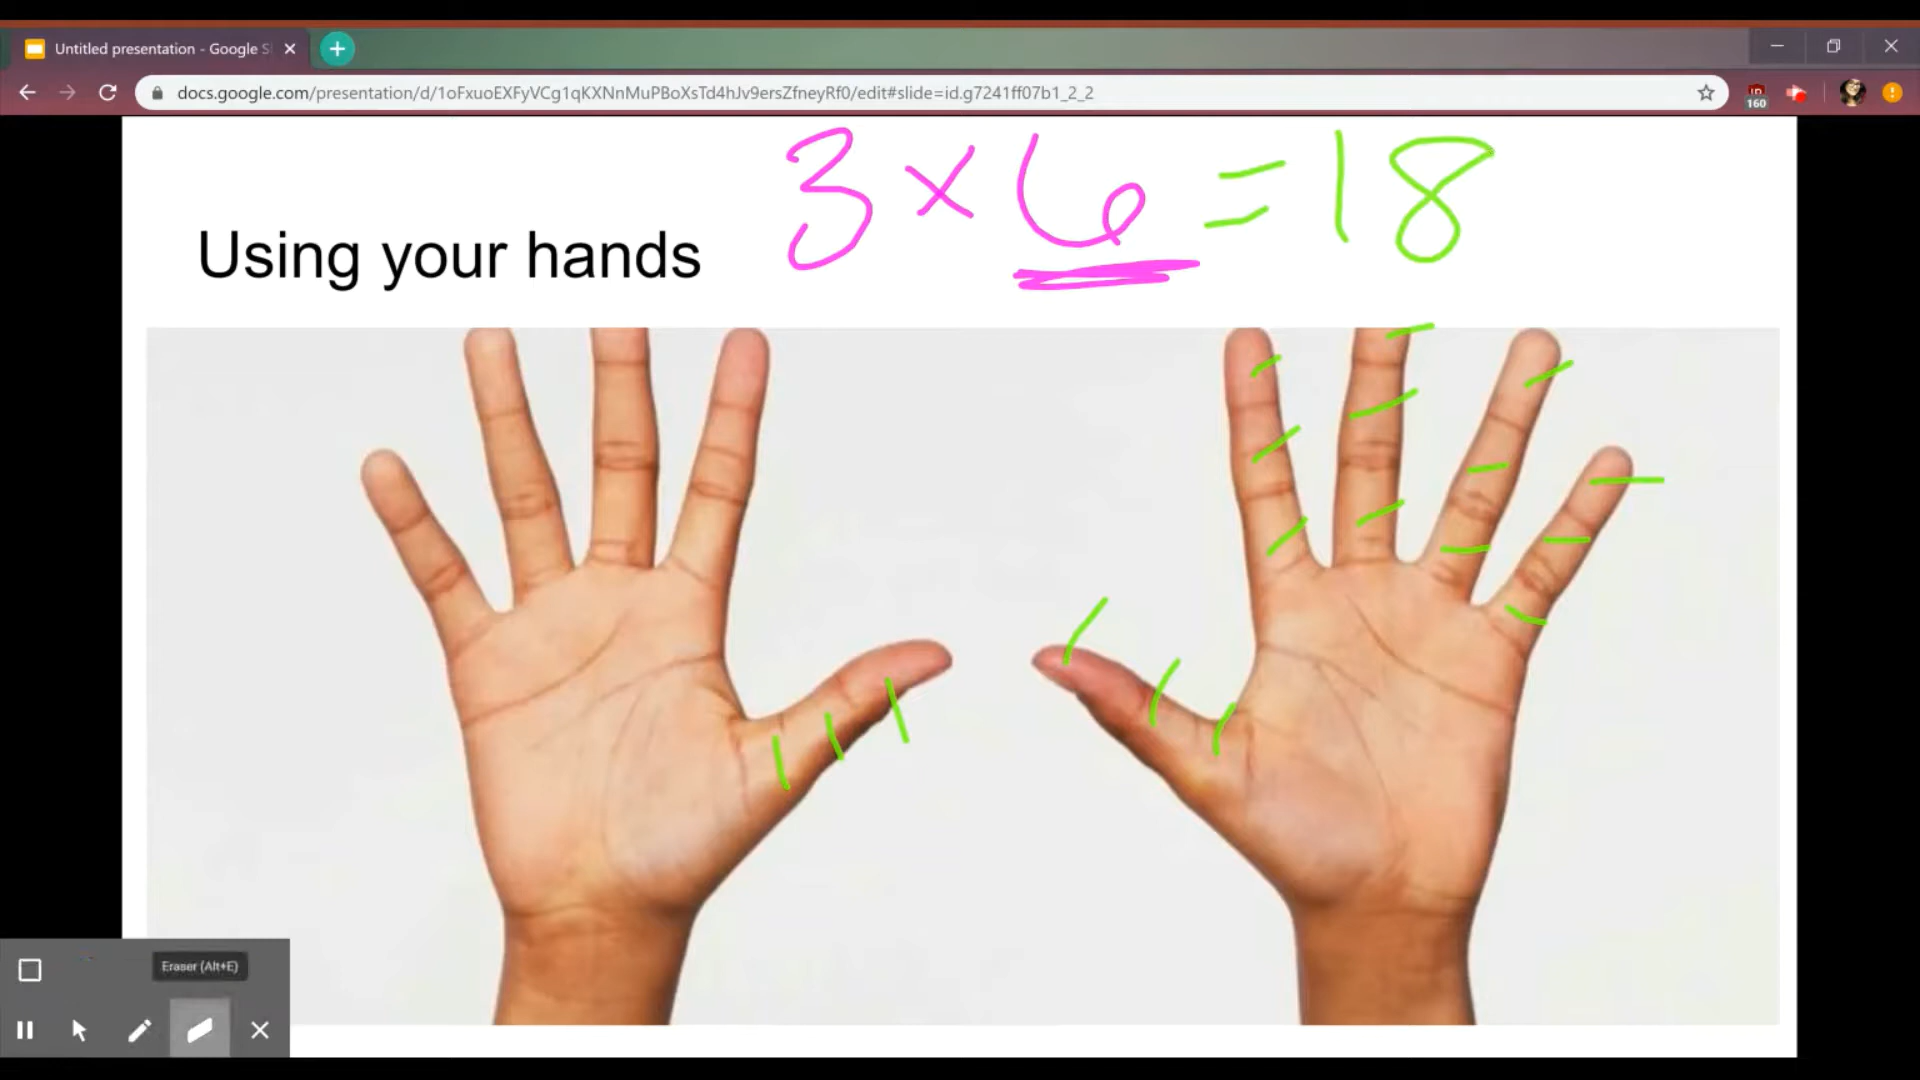 Untitled presentation - Google S
docs.google.com/presentation/d/1oFxuoEXFyVCg1qKXNnMuPBoXsTd4hJv9ersZfneyRf0/edit#slide=id.g7241ff07b1_2_2
160
3 × 6 = 18
Using your hands
Eraser (Alt+E)